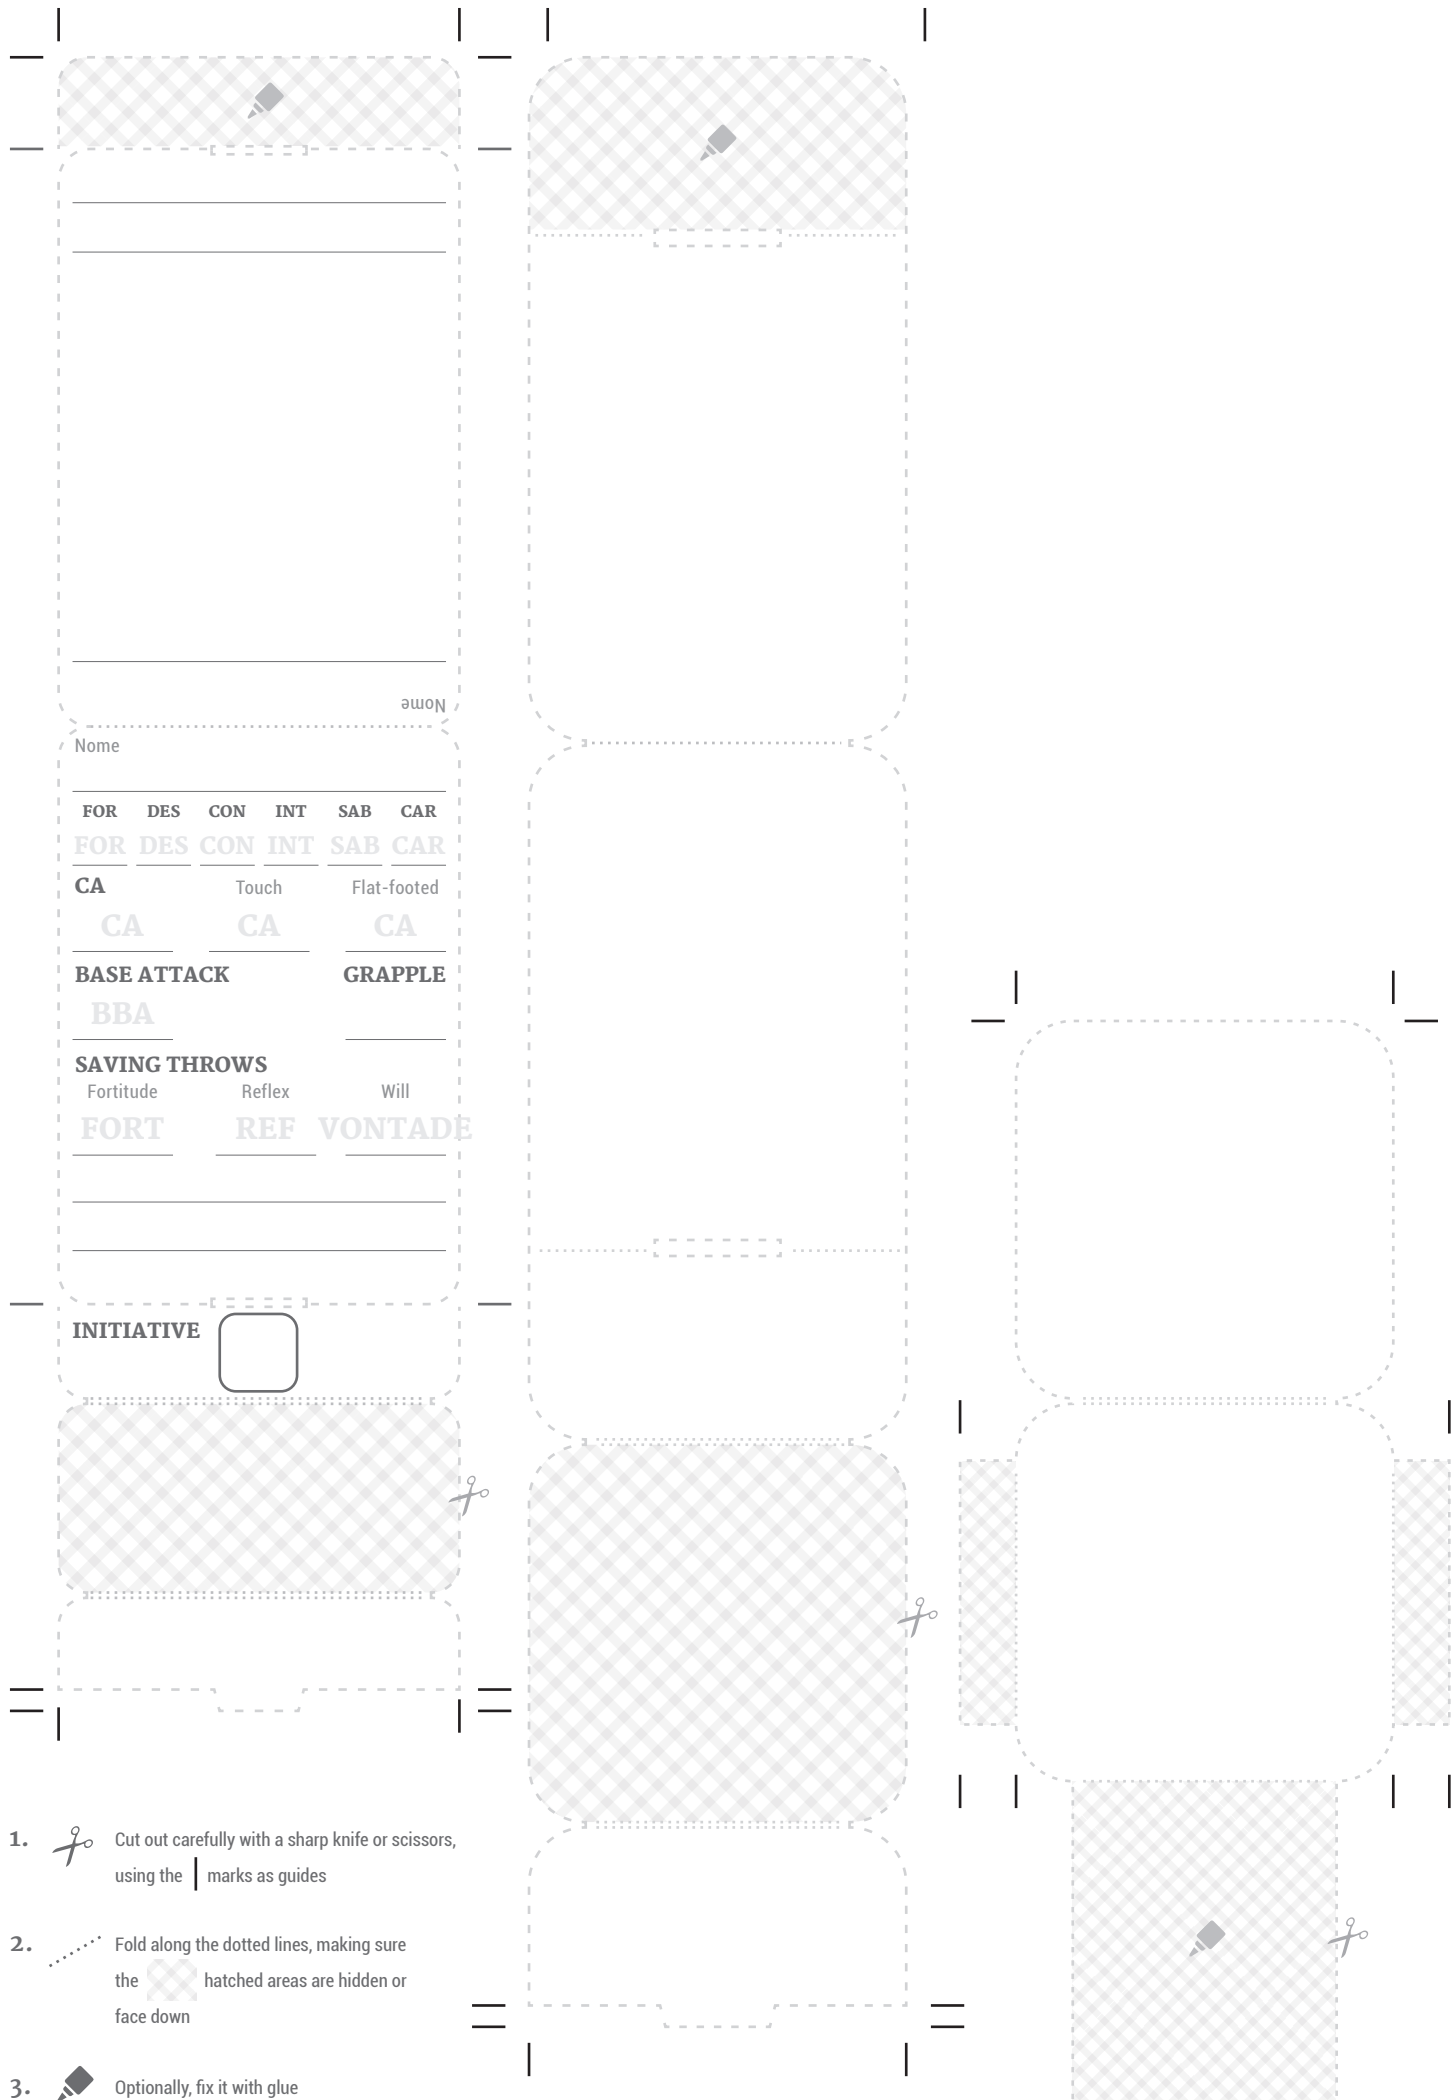 Nome
Nome
FOR DES CON INT SAB CAR
FOR DES CON INT SAB CAR
CA Touch Flat-footed
CA CA CA
BASE ATTACK GRAPPLE
BBA
SAVING THROWS
Fortitude Reflex Will
FORT REF VONTADE
INITIATIVE
1. Cut out carefully with a sharp knife or scissors,
using the marks as guides
2. Fold along the dotted lines, making sure
the hatched areas are hidden or
face down
3. Optionally, fix it with glue